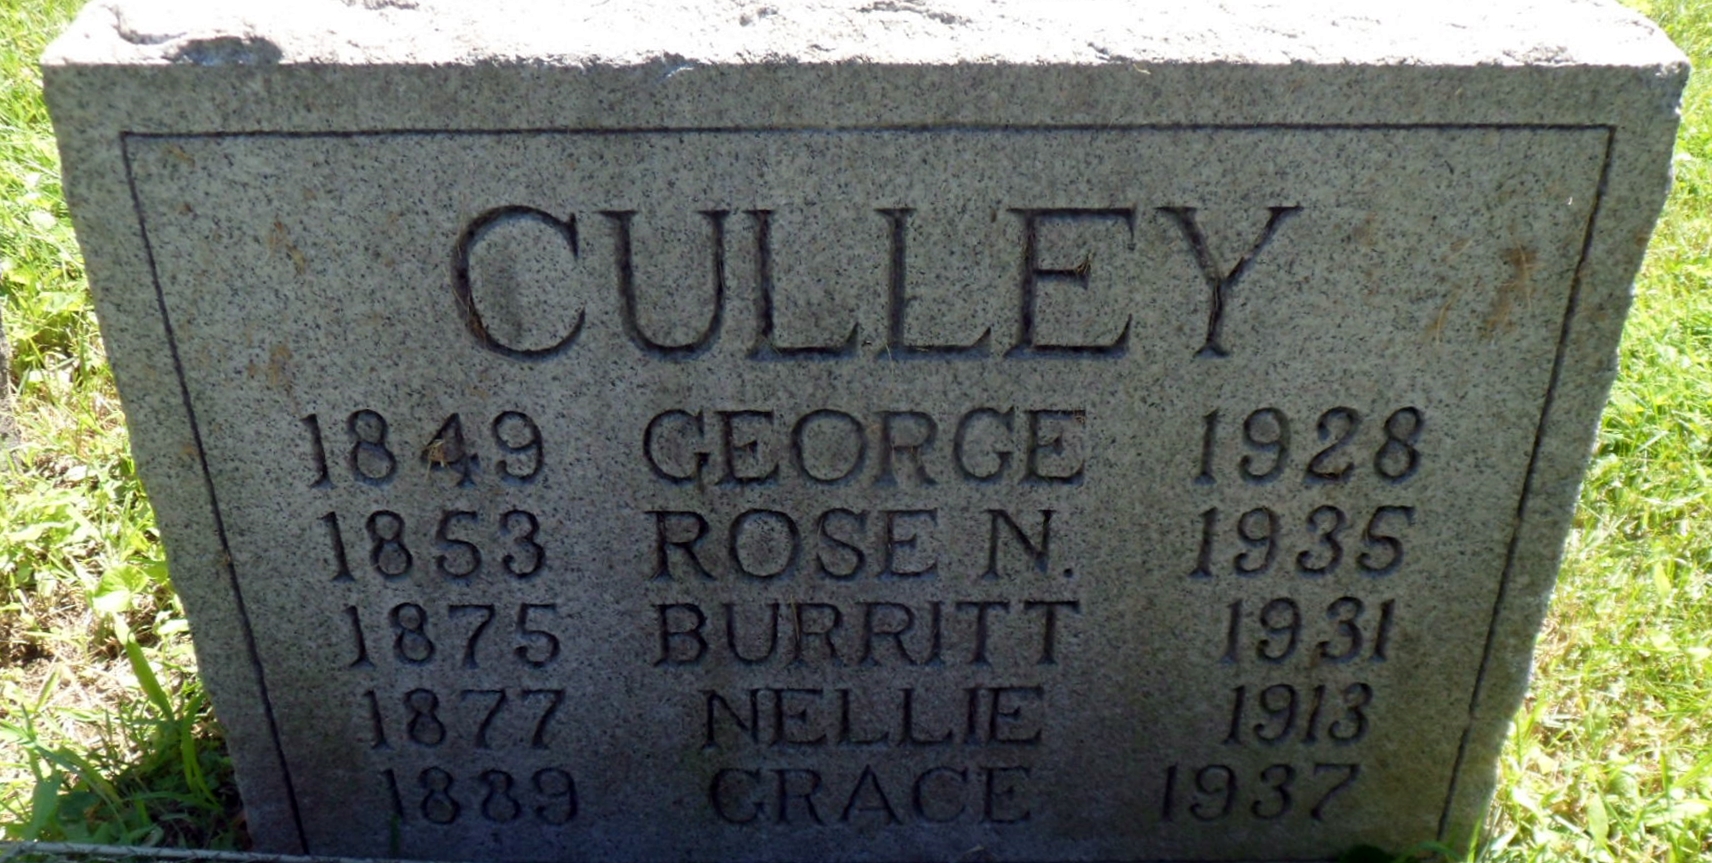 CULLEY
1849 GEORGE 1928
1853 ROSE N. 1935
1875 BURRITT 1931
1877 NELLIE 1913
1889 GRACE 1937